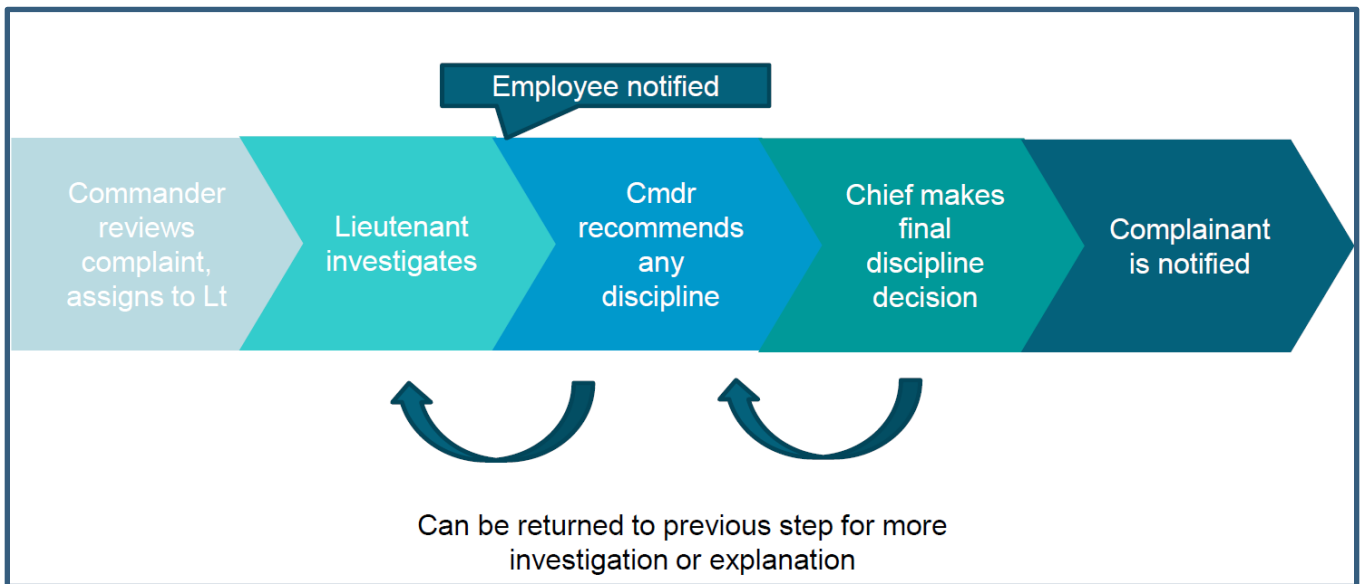 Employee notified
Commander
reviews
complaint,
assigns to Lt
Lieutenant
investigates
Cmdr
recommends
any
discipline
Chief makes
final
discipline
decision
Complainant
is notified
Can be returned to previous step for more
investigation or explanation